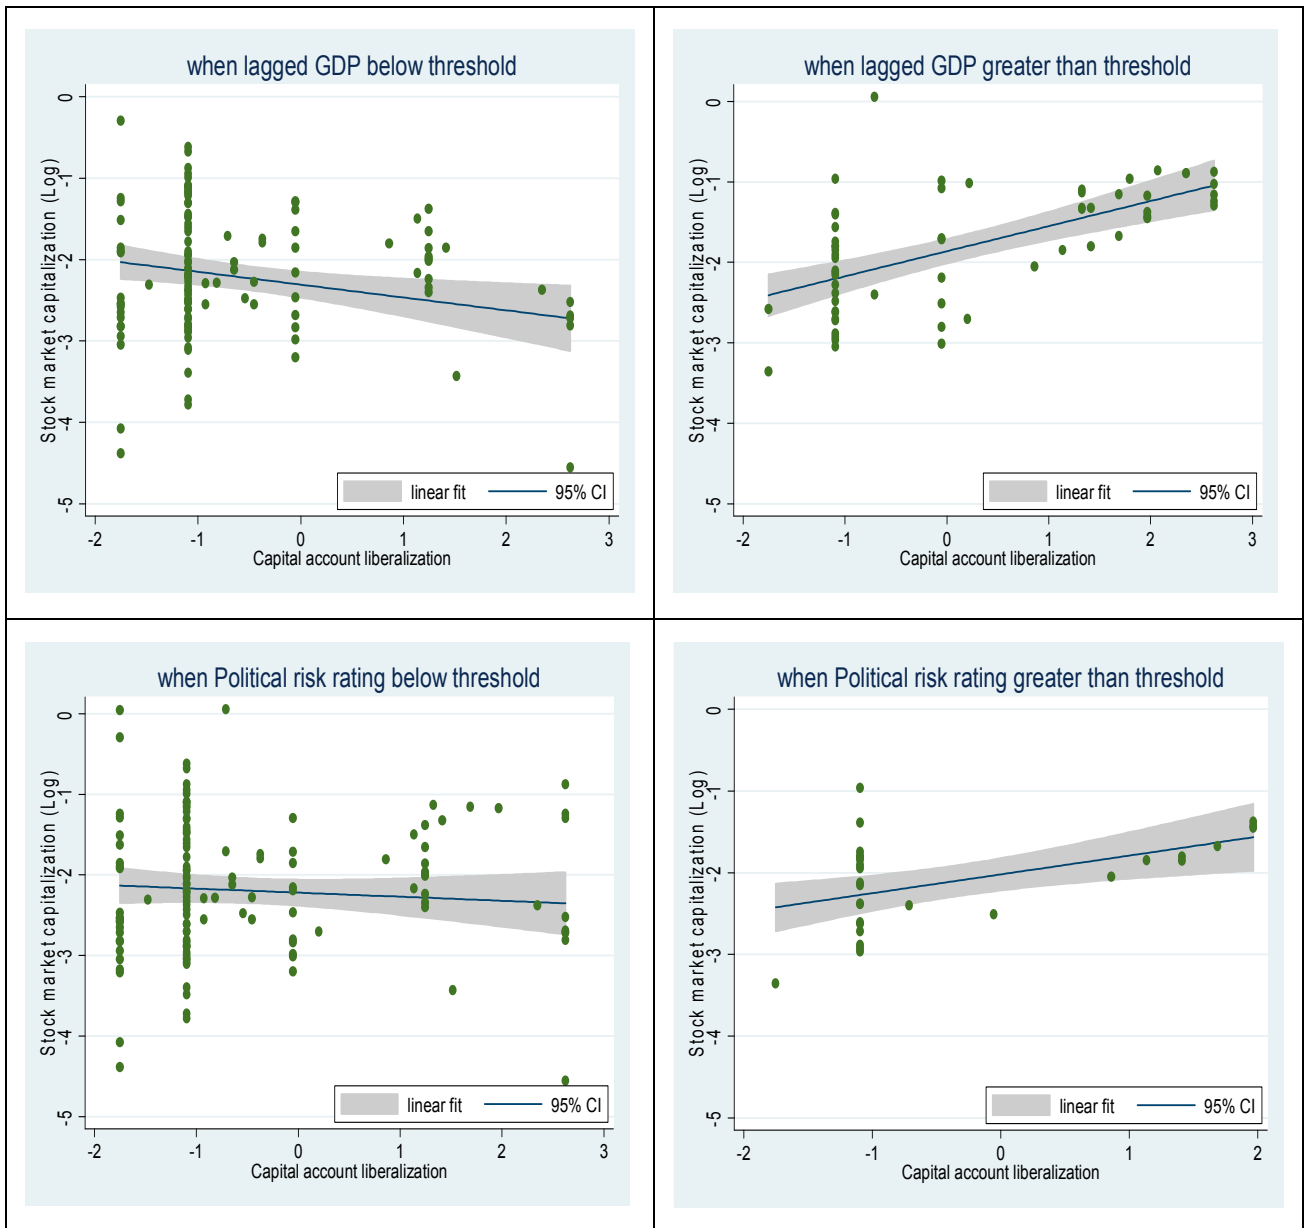 when lagged GDP below threshold
Stock market capitalization (Log)
0
-1
-2
-3
-4
-5
linear fit 95% CI
-2 -1 0 1 2 3
Capital account liberalization
when lagged GDP greater than threshold
Stock market capitalization (Log)
0
-1
-2
-3
-4
-5
linear fit 95% CI
-2 -1 0 1 2 3
Capital account liberalization
when Political risk rating below threshold
Stock market capitalization (Log)
0
-1
-2
-3
-4
-5
linear fit 95% CI
-2 -1 0 1 2 3
Capital account liberalization
when Political risk rating greater than threshold
Stock market capitalization (Log)
0
-1
-2
-3
-4
-5
linear fit 95% CI
-2 -1 0 1 2
Capital account liberalization